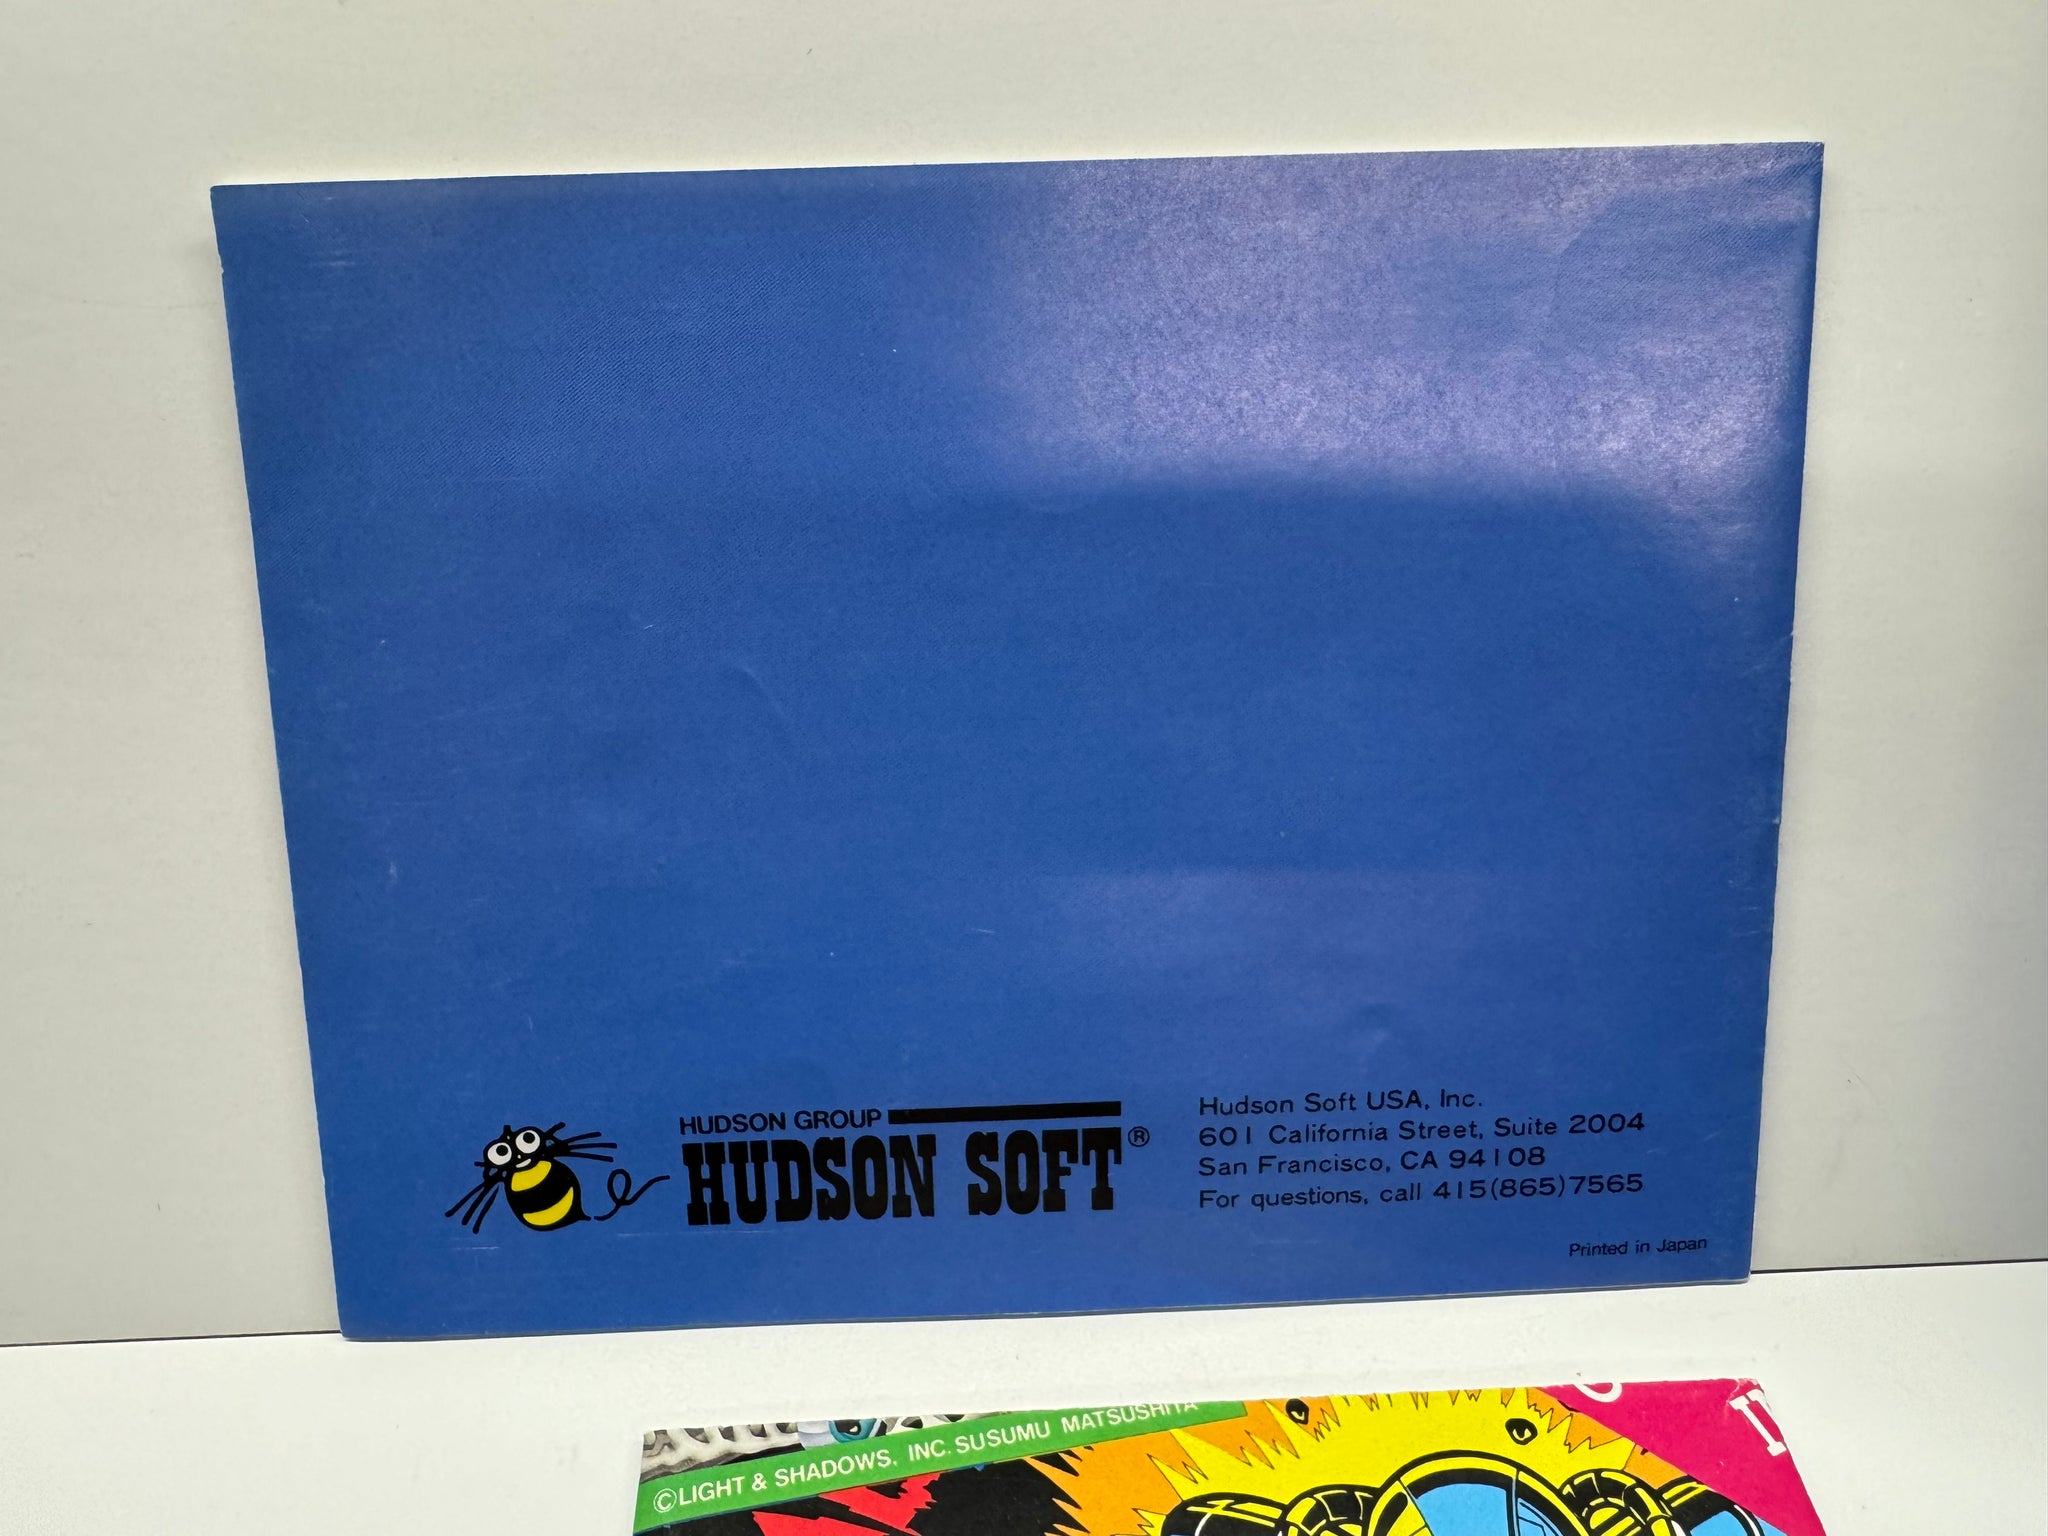 HUDSON GROUP
HUDSON SOFT®
Hudson Soft USA, Inc.
601 California Street, Suite 2004
San Francisco, CA 94108
For questions, call 415(865)7565
Printed in Japan
©LIGHT & SHADOWS, INC. SUSUMU MATSUSHITA